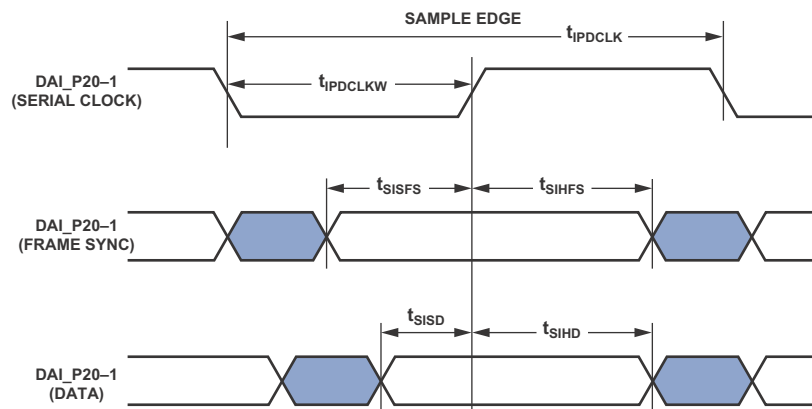 SAMPLE EDGE
tIPDCLK
DAI_P20–1
(SERIAL CLOCK)
tIPDCLKW
DAI_P20–1
(FRAME SYNC)
tSISFS
tSIHFS
DAI_P20–1
(DATA)
tSISD
tSIHD